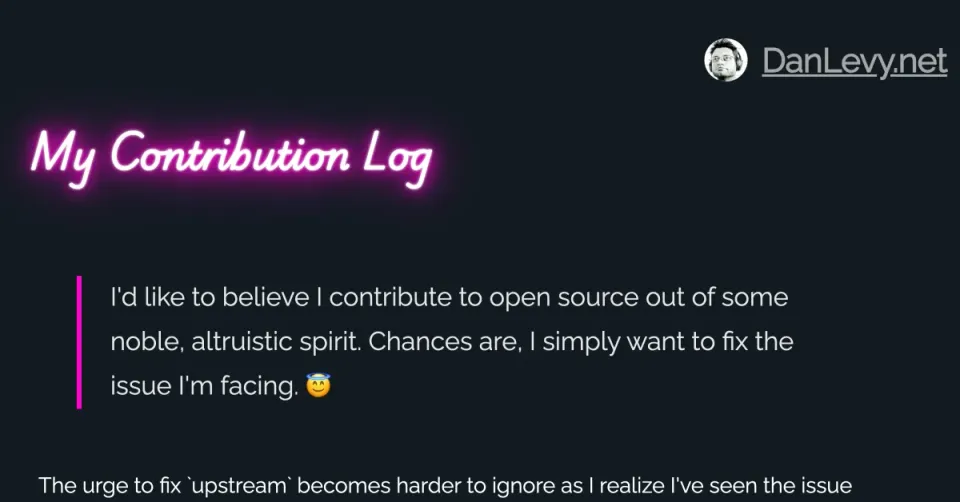 DanLevy.net
My Contribution Log
I'd like to believe I contribute to open source out of some
noble, altruistic spirit. Chances are, I simply want to fix the
issue I'm facing. 😇
The urge to fix `upstream` becomes harder to ignore as I realize I've seen the issue